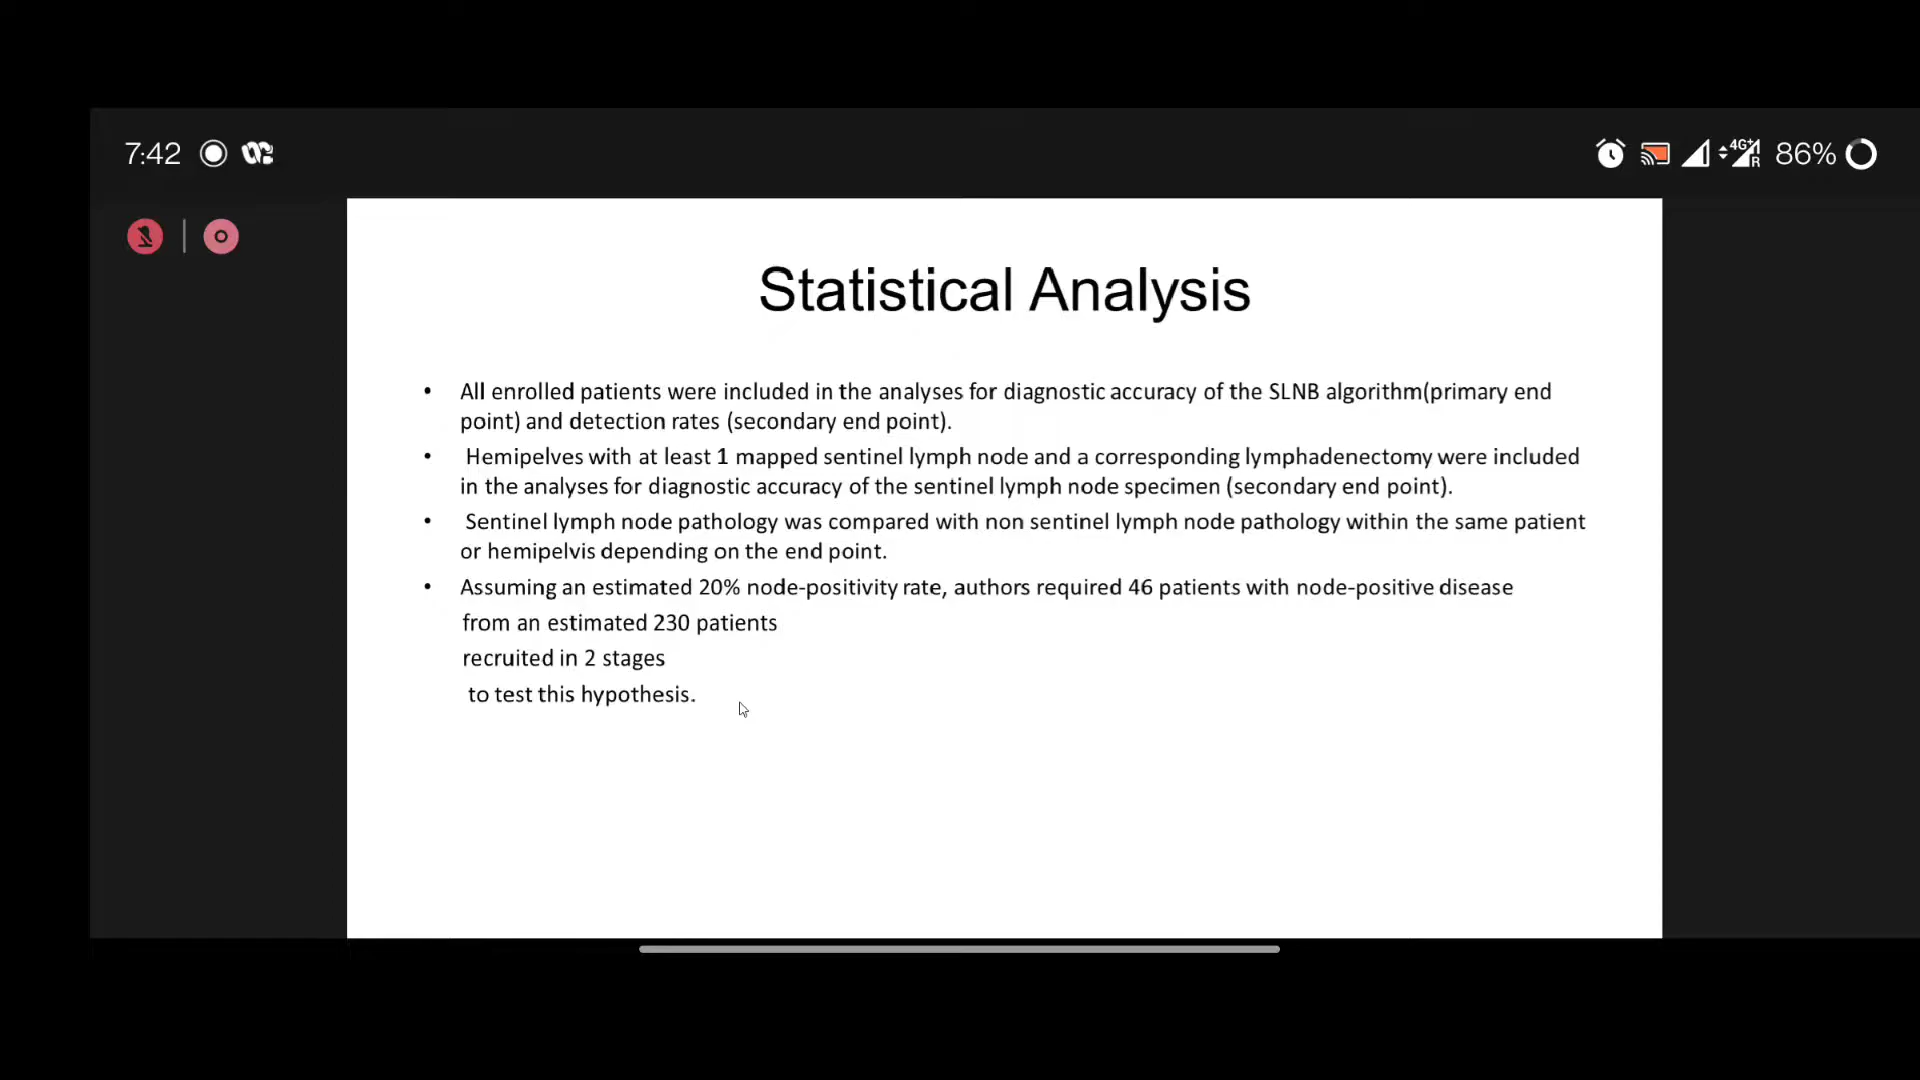 7:42
4G+
R
86%
Statistical Analysis
• All enrolled patients were included in the analyses for diagnostic accuracy of the SLNB algorithm(primary end
point) and detection rates (secondary end point).
• Hemipelves with at least 1 mapped sentinel lymph node and a corresponding lymphadenectomy were included
in the analyses for diagnostic accuracy of the sentinel lymph node specimen (secondary end point).
• Sentinel lymph node pathology was compared with non sentinel lymph node pathology within the same patient
or hemipelvis depending on the end point.
• Assuming an estimated 20% node-positivity rate, authors required 46 patients with node-positive disease
from an estimated 230 patients
recruited in 2 stages
to test this hypothesis.